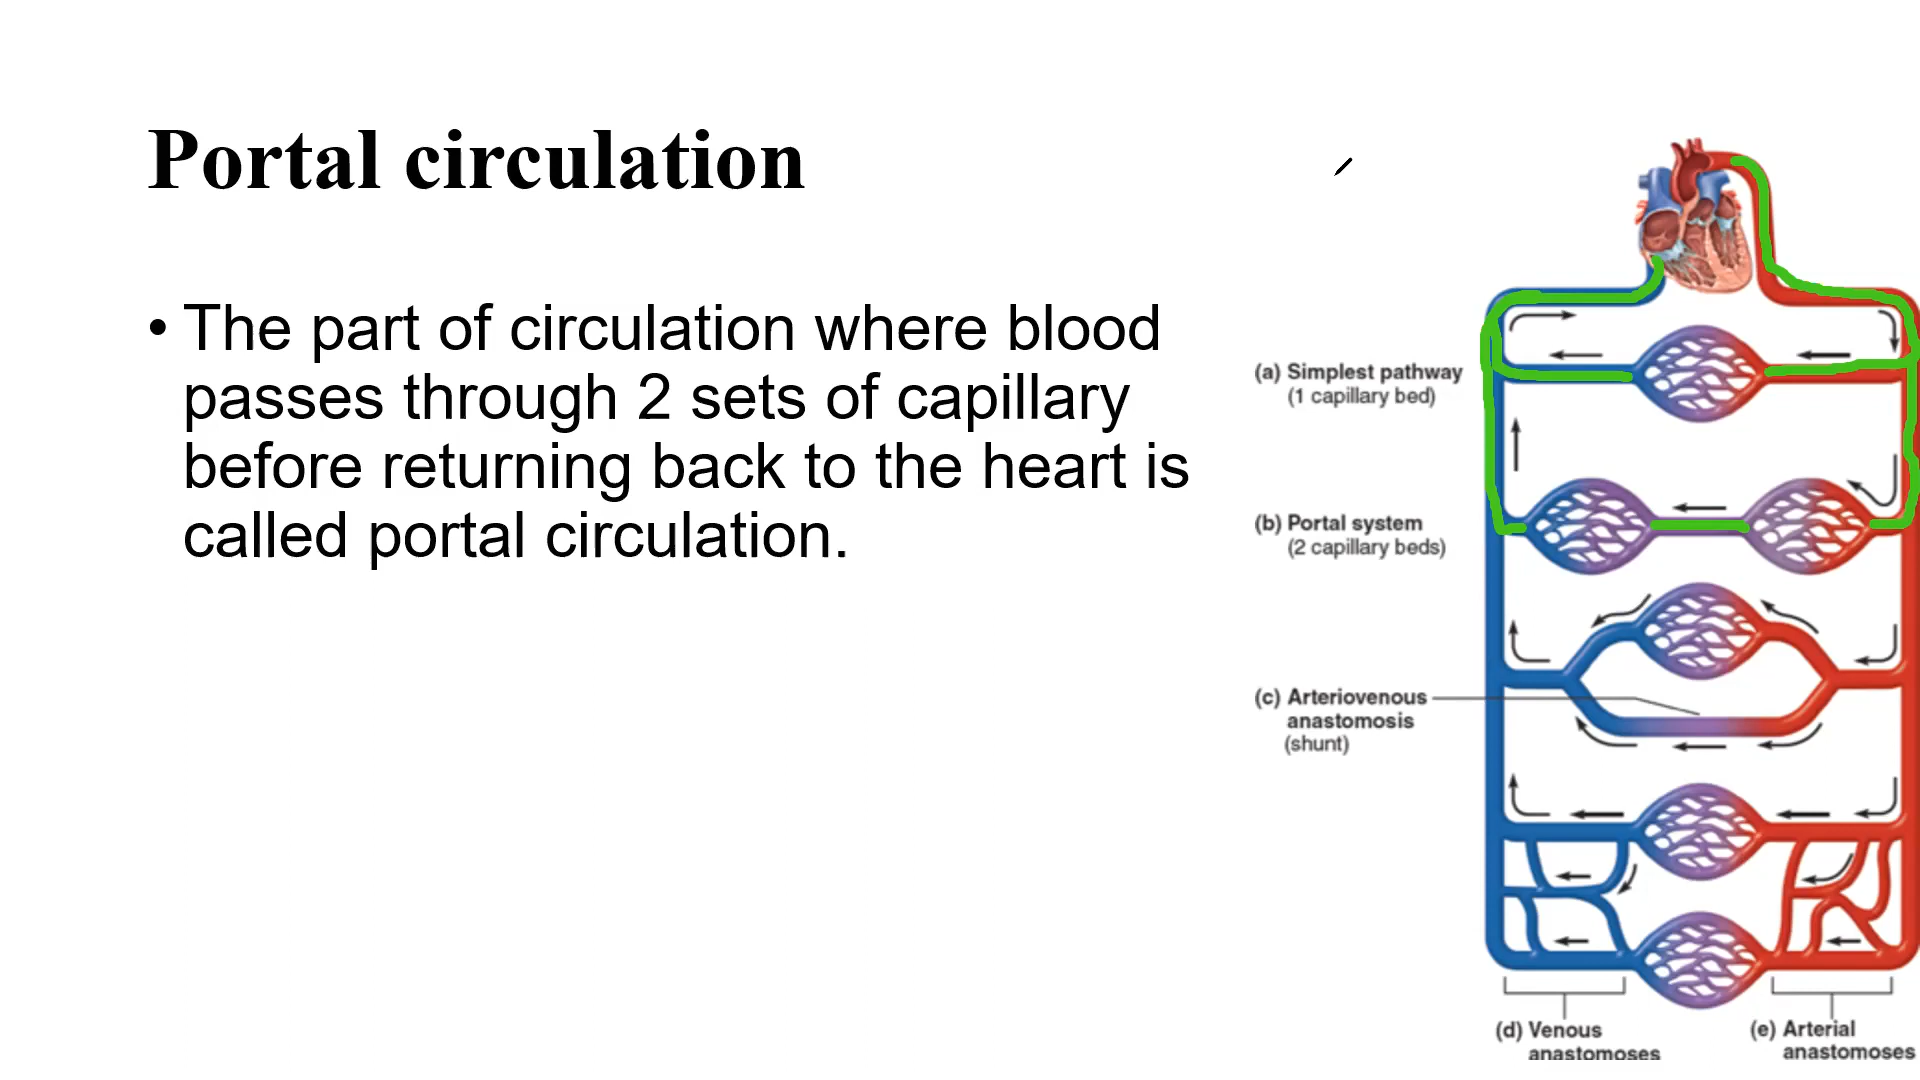 Portal circulation
• The part of circulation where blood
passes through 2 sets of capillary
before returning back to the heart is
called portal circulation.
(a) Simplest pathway
(1 capillary bed)
(b) Portal system
(2 capillary beds)
(c) Arteriovenous
anastomosis
(shunt)
(d) Venous
anastomoses
(e) Arterial
anastomoses